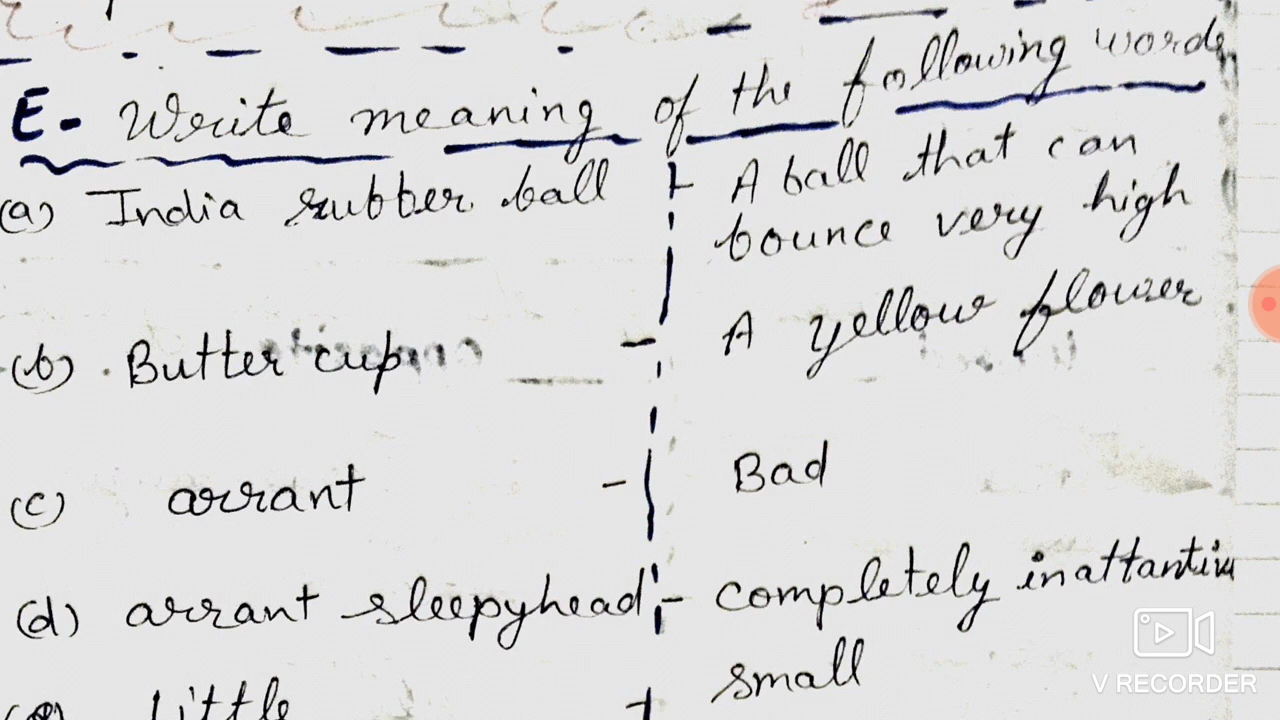 E. Write meaning of the following words
(a) India rubber ball - A ball that can
bounce very high
(b) Butter cup - A yellow flower
(c) arrant - Bad
(d) arrant sleepyhead - completely inattantive
(e) little - small
V RECORDER